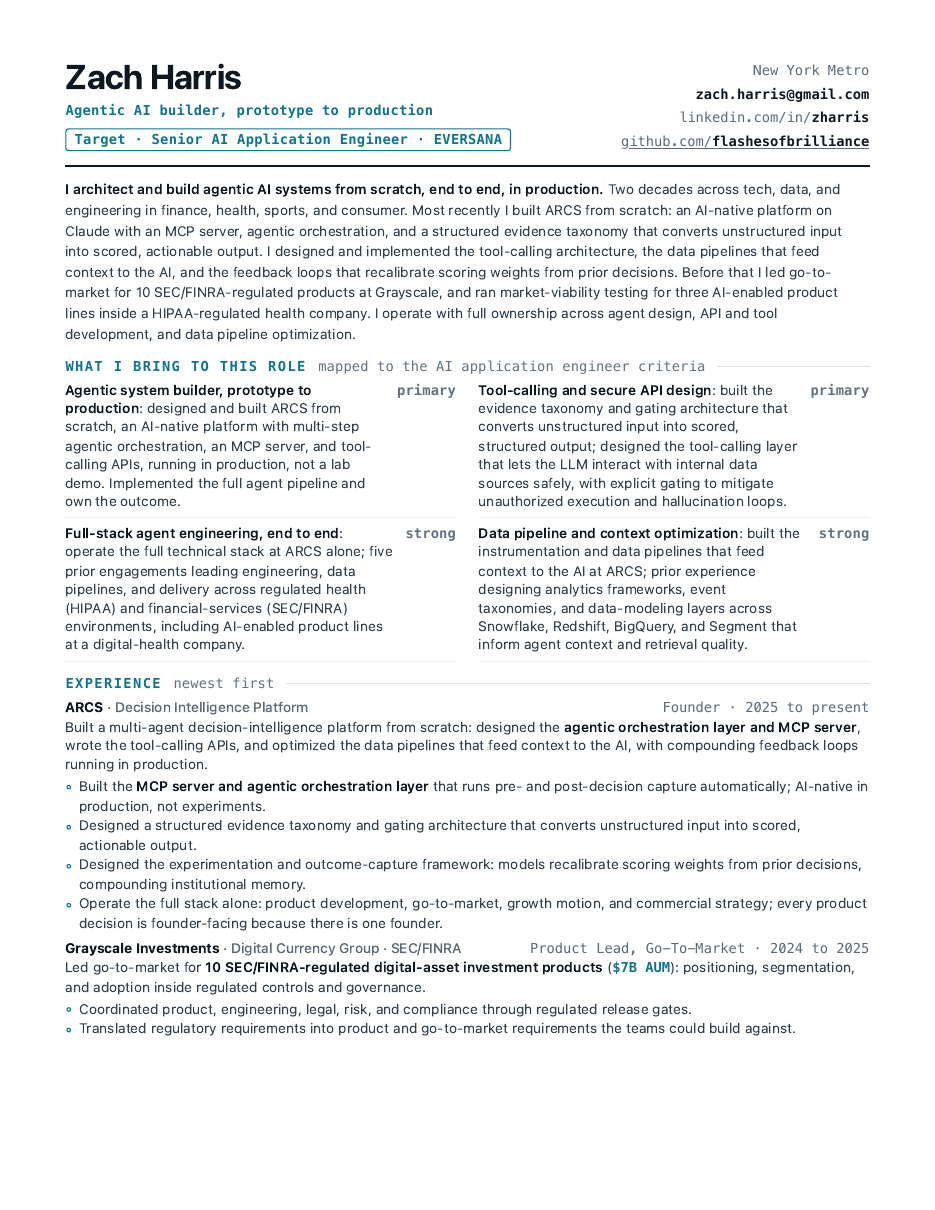 Zach Harris
New York Metro
Agentic AI builder, prototype to production
zach.harris@gmail.com
Target · Senior AI Application Engineer · EVERSANA
linkedin.com/in/zharris
github.com/flashesofbrilliance
I architect and build agentic AI systems from scratch, end to end, in production. Two decades across tech, data, and
engineering in finance, health, sports, and consumer. Most recently I built ARCS from scratch: an AI-native platform on
Claude with an MCP server, agentic orchestration, and a structured evidence taxonomy that converts unstructured input
into scored, actionable output. I designed and implemented the tool-calling architecture, the data pipelines that feed
context to the AI, and the feedback loops that recalibrate scoring weights from prior decisions. Before that I led go-to-
market for 10 SEC/FINRA-regulated products at Grayscale, and ran market-viability testing for three AI-enabled product
lines inside a HIPAA-regulated health company. I operate with full ownership across agent design, API and tool
development, and data pipeline optimization.
WHAT I BRING TO THIS ROLE mapped to the AI application engineer criteria
Agentic system builder, prototype to primary
production: designed and built ARCS from
scratch, an AI-native platform with multi-step
agentic orchestration, an MCP server, and tool-
calling APIs, running in production, not a lab
demo. Implemented the full agent pipeline and
own the outcome.
Tool-calling and secure API design: built the primary
evidence taxonomy and gating architecture that
converts unstructured input into scored,
structured output; designed the tool-calling layer
that lets the LLM interact with internal data
sources safely, with explicit gating to mitigate
unauthorized execution and hallucination loops.
Full-stack agent engineering, end to end: strong
operate the full technical stack at ARCS alone; five
prior engagements leading engineering, data
pipelines, and delivery across regulated health
(HIPAA) and financial-services (SEC/FINRA)
environments, including AI-enabled product lines
at a digital-health company.
Data pipeline and context optimization: built the strong
instrumentation and data pipelines that feed
context to the AI at ARCS; prior experience
designing analytics frameworks, event
taxonomies, and data-modeling layers across
Snowflake, Redshift, BigQuery, and Segment that
inform agent context and retrieval quality.
EXPERIENCE newest first
ARCS · Decision Intelligence Platform Founder · 2025 to present
Built a multi-agent decision-intelligence platform from scratch: designed the agentic orchestration layer and MCP server,
wrote the tool-calling APIs, and optimized the data pipelines that feed context to the AI, with compounding feedback loops
running in production.
Built the MCP server and agentic orchestration layer that runs pre- and post-decision capture automatically; AI-native in
production, not experiments.
Designed a structured evidence taxonomy and gating architecture that converts unstructured input into scored,
actionable output.
Designed the experimentation and outcome-capture framework: models recalibrate scoring weights from prior decisions,
compounding institutional memory.
Operate the full stack alone: product development, go-to-market, growth motion, and commercial strategy; every product
decision is founder-facing because there is one founder.
Grayscale Investments · Digital Currency Group · SEC/FINRA Product Lead, Go-To-Market · 2024 to 2025
Led go-to-market for 10 SEC/FINRA-regulated digital-asset investment products ($7B AUM): positioning, segmentation,
and adoption inside regulated controls and governance.
Coordinated product, engineering, legal, risk, and compliance through regulated release gates.
Translated regulatory requirements into product and go-to-market requirements the teams could build against.